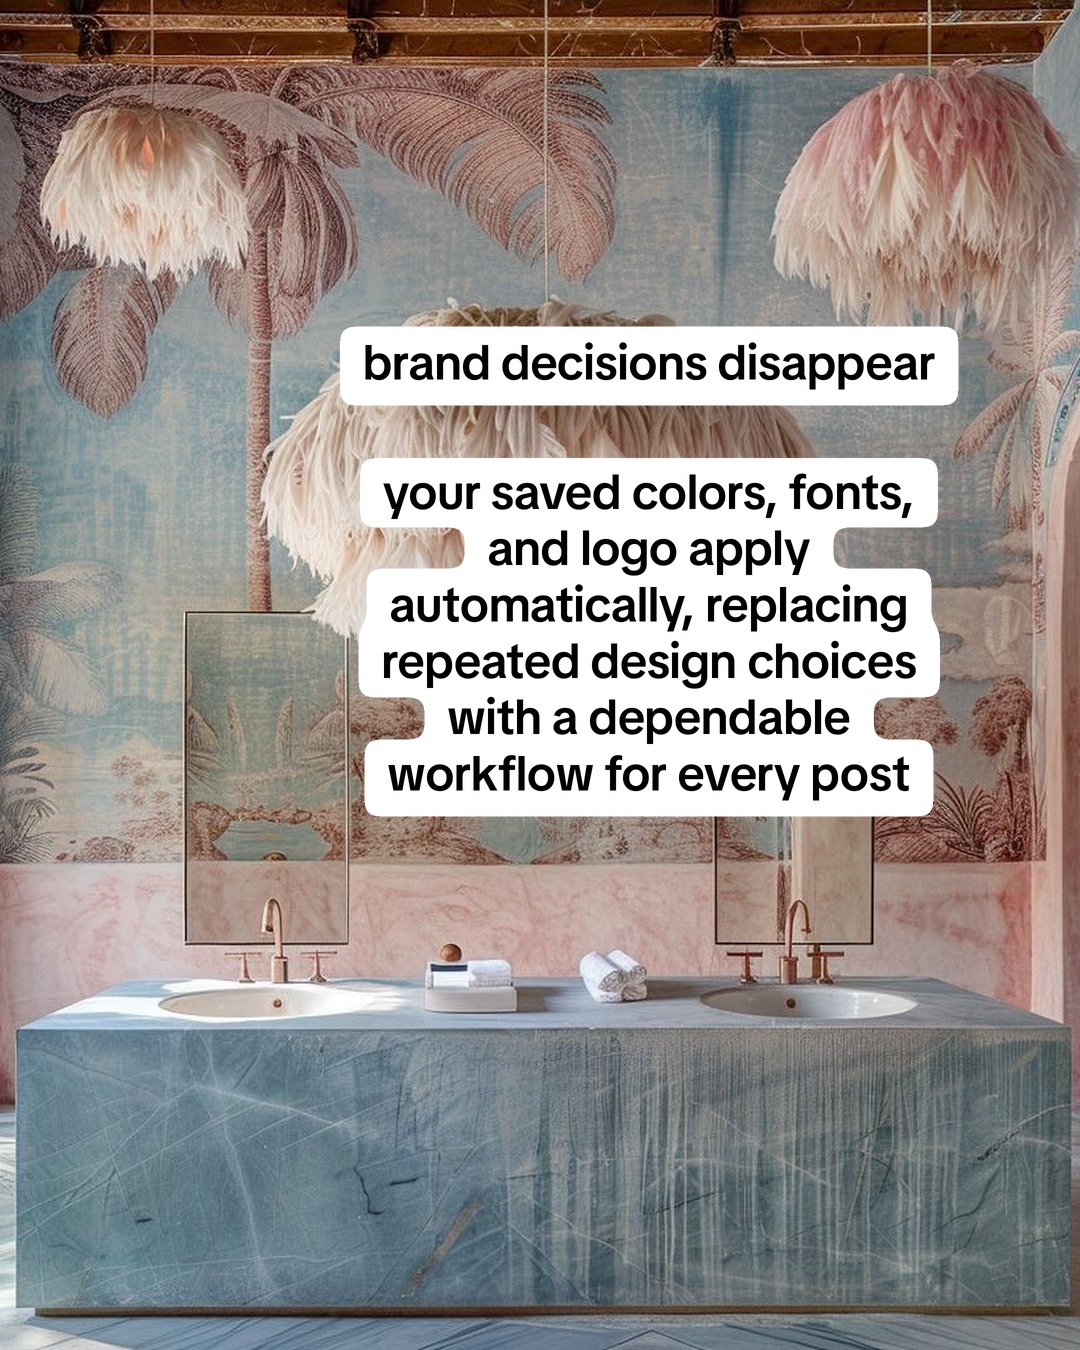 brand decisions disappear
your saved colors, fonts,
and logo apply
automatically, replacing
repeated design choices
with a dependable
workflow for every post